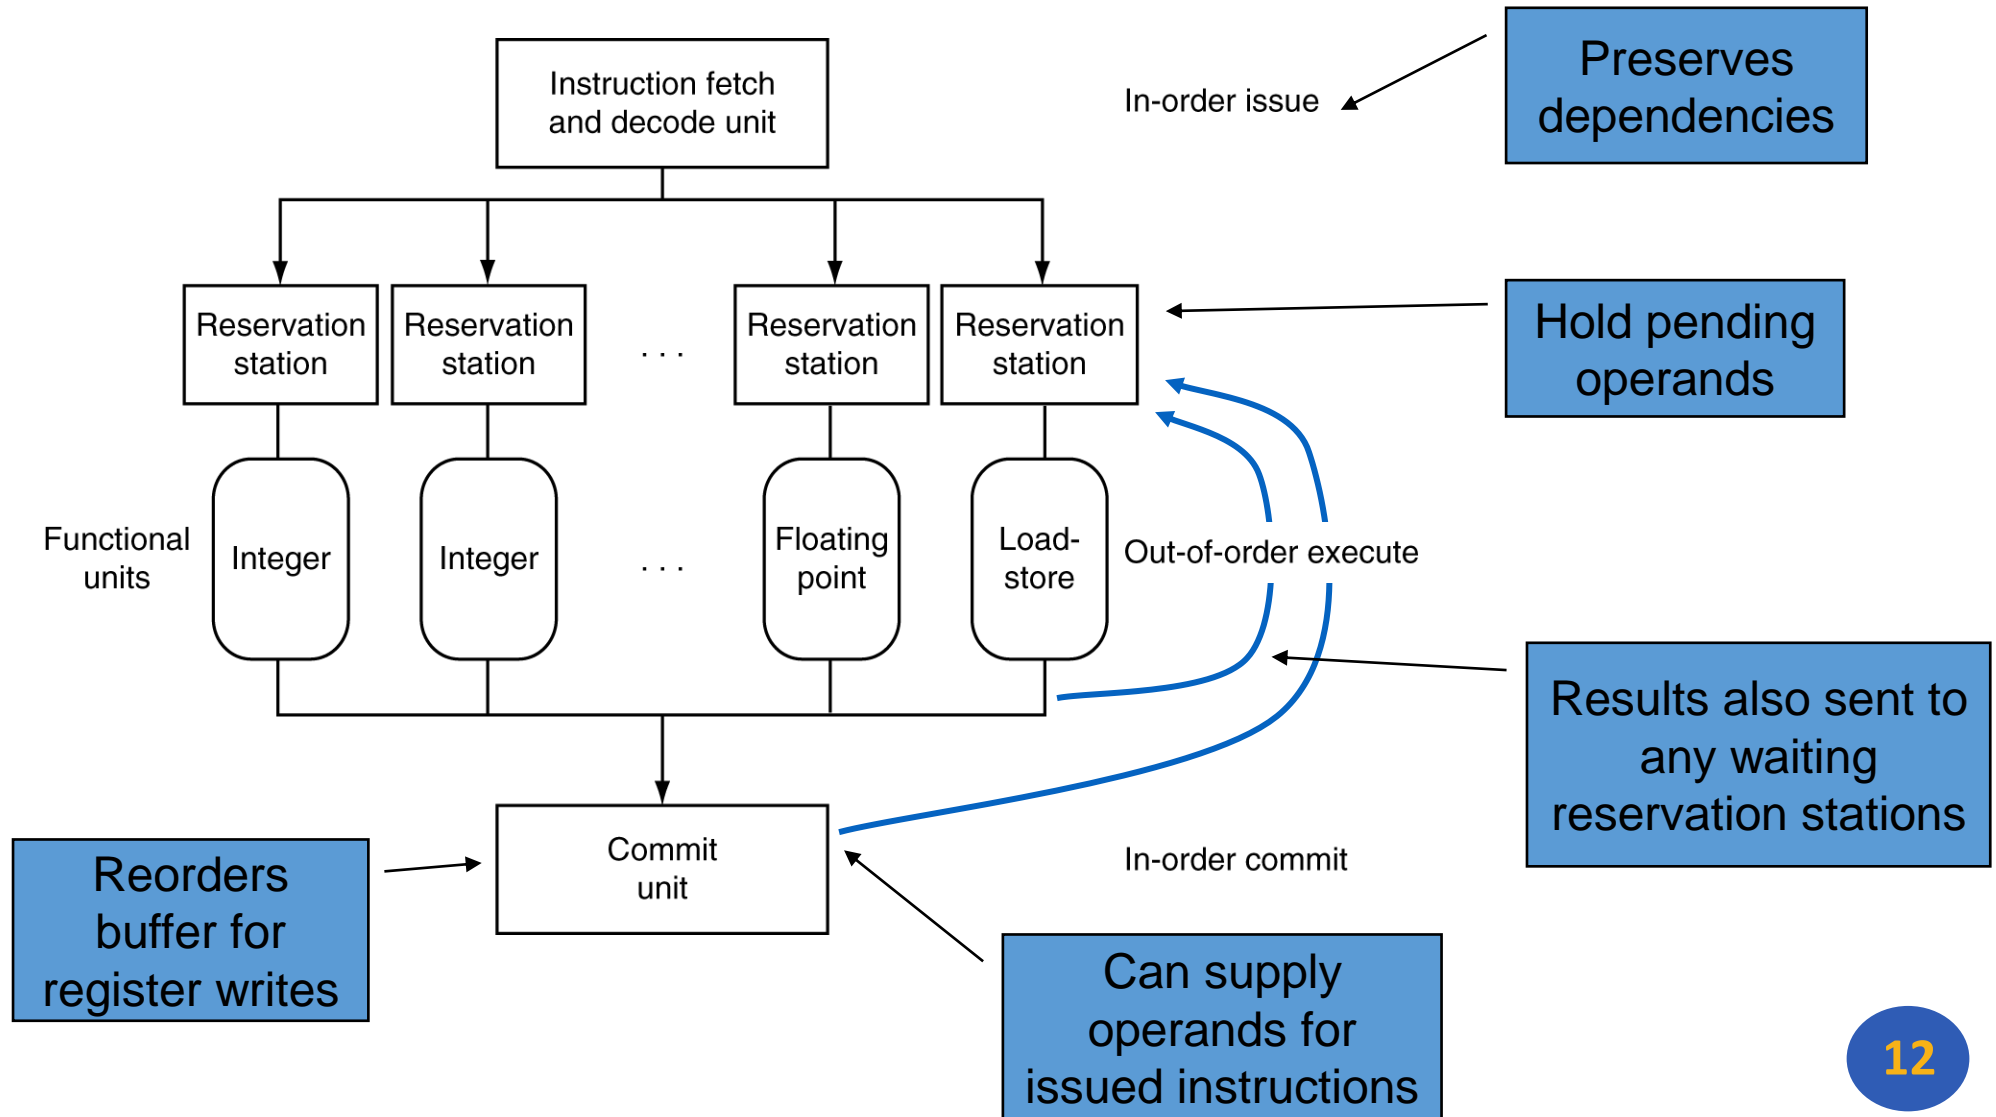 Instruction fetch
and decode unit
In-order issue
Preserves
dependencies
Reservation
station
Reservation
station
. . .
Reservation
station
Reservation
station
Hold pending
operands
Functional
units
Integer
Integer
. . .
Floating
point
Load-
store
Out-of-order execute
Results also sent to
any waiting
reservation stations
Commit
unit
In-order commit
Reorders
buffer for
register writes
Can supply
operands for
issued instructions
12